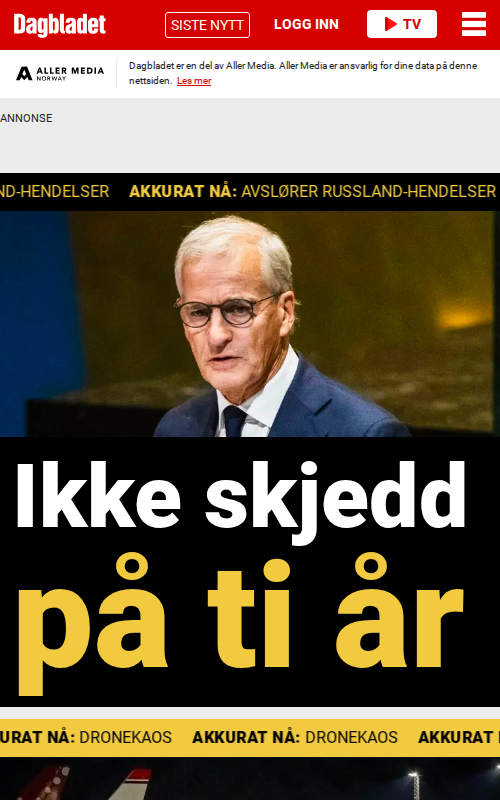 Dagbladet
SISTE NYTT
LOGG INN
TV
ALLER MEDIA
NORWAY
Dagbladet er en del av Aller Media. Aller Media er ansvarlig for dine data på denne
nettsiden. Les mer
ANNONSE
ND-HENDELSER AKKURAT NÅ: AVSLØRER RUSSLAND-HENDELSER
Ikke skjedd
på ti år
URAT NÅ: DRONEKAOS AKKURAT NÅ: DRONEKAOS AKKURAT